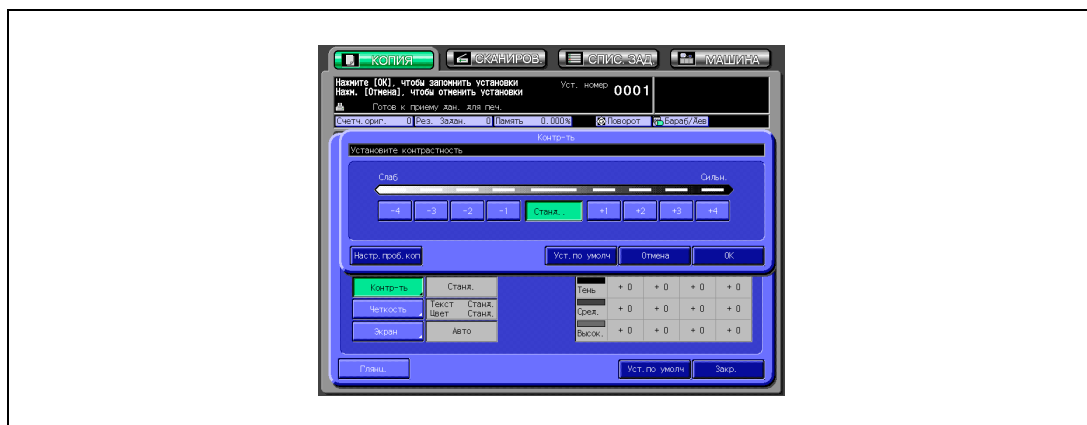 КОПИЯ СКАНИРОВ. СПИС. ЗАД. МАШИНА
Нажмите [OK], чтобы запомнить установки
Нажм. [Отмена], чтобы отменить установки
Уст. номер 0001
Готов к приему дан. для печ.
Счетч. ориг. 0 Рез. Задан. 0 Память 0.000% Поворот Бараб/Лев
Контр-ть
Установите контрастность
Слаб Сильн.
-4 -3 -2 -1 Станд. +1 +2 +3 +4
Настр.проб.коп Уст.по умолч Отмена OK
Контр-ть Станд. Тень + 0 + 0 + 0 + 0
Четкость Текст Станд. Цвет Станд. Сред. + 0 + 0 + 0 + 0
Экран Авто Высок. + 0 + 0 + 0 + 0
Глянц. Уст.по умолч Закр.